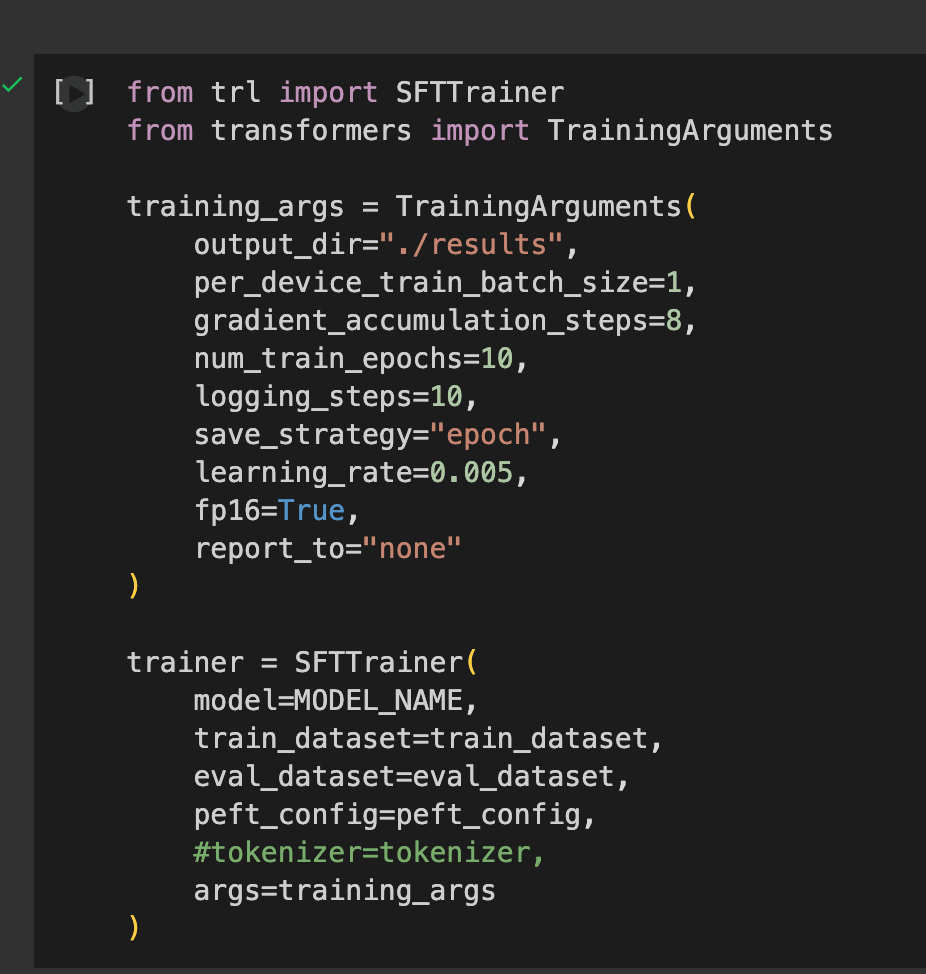 [ ] from trl import SFTTrainer
from transformers import TrainingArguments
training_args = TrainingArguments(
    output_dir="./results",
    per_device_train_batch_size=1,
    gradient_accumulation_steps=8,
    num_train_epochs=10,
    logging_steps=10,
    save_strategy="epoch",
    learning_rate=0.005,
    fp16=True,
    report_to="none"
)
trainer = SFTTrainer(
    model=MODEL_NAME,
    train_dataset=train_dataset,
    eval_dataset=eval_dataset,
    peft_config=peft_config,
    #tokenizer=tokenizer,
    args=training_args
)